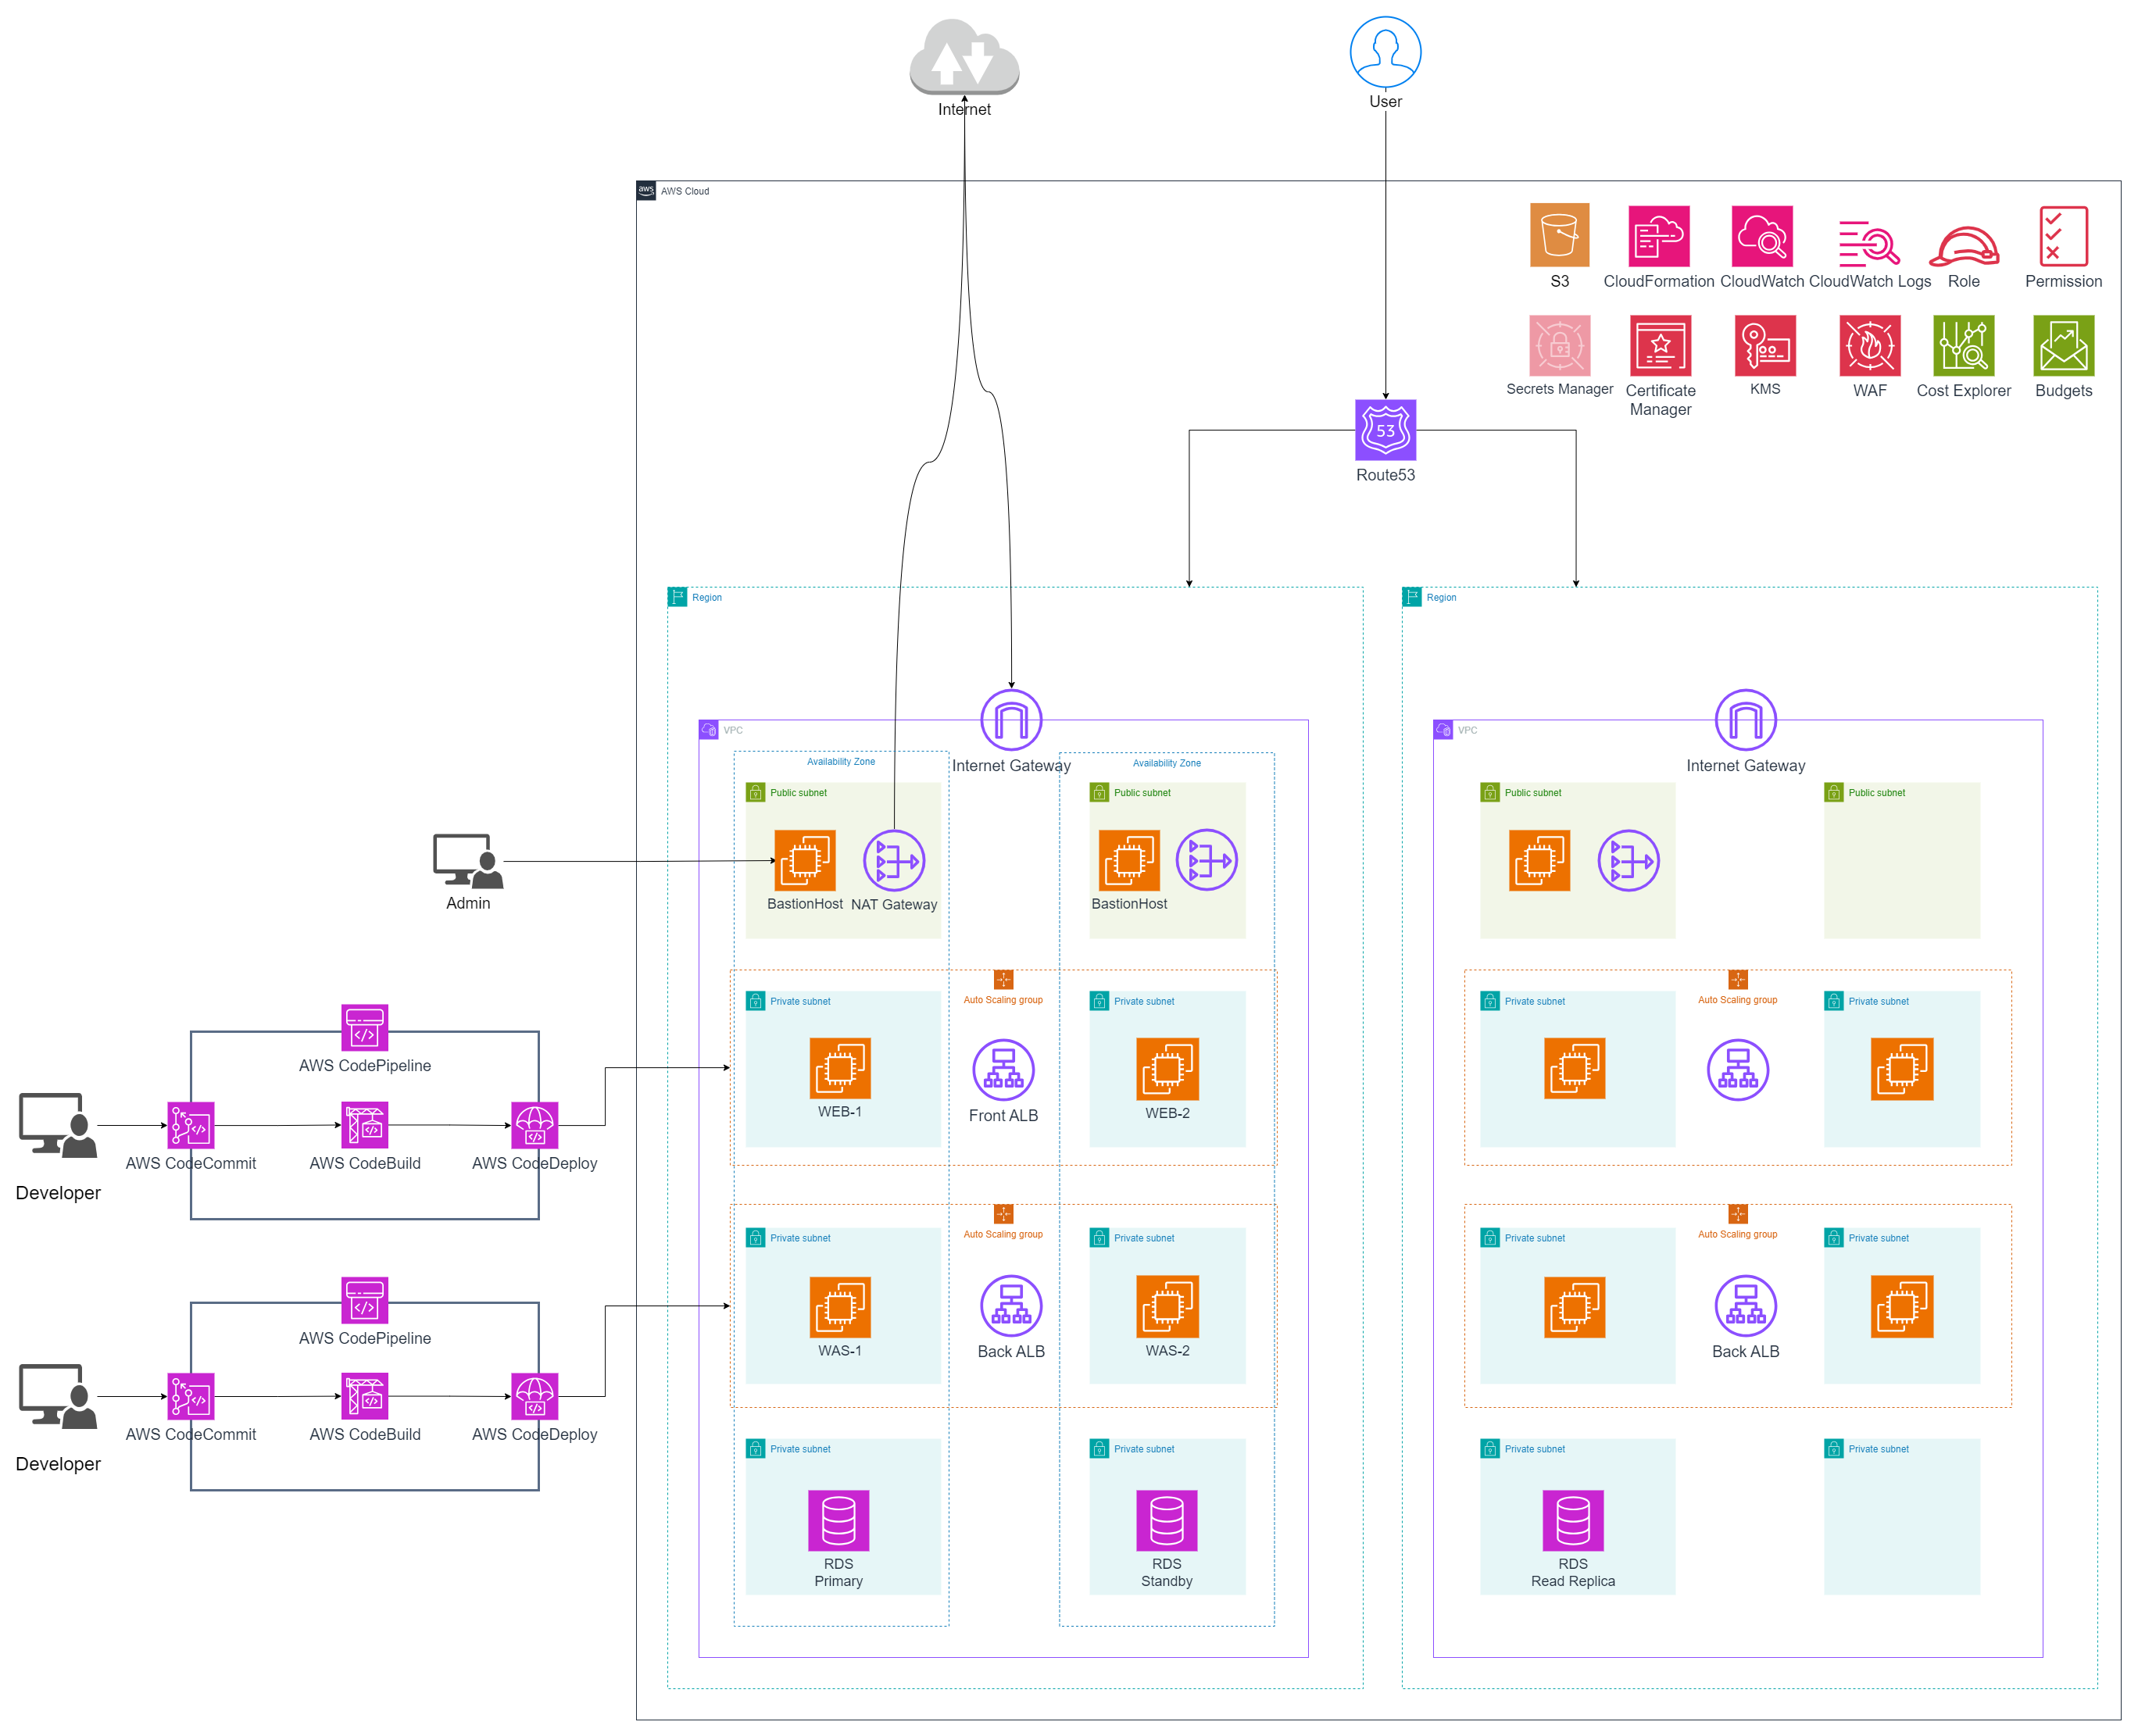 Internet
User
aws
AWS Cloud
S3
CloudFormation
CloudWatch
CloudWatch Logs
Role
Permission
Secrets Manager
Certificate
Manager
KMS
WAF
Cost Explorer
Budgets
53
Route53
Region
Region
VPC
Internet Gateway
VPC
Internet Gateway
Availability Zone
Availability Zone
Public subnet
Public subnet
Public subnet
Public subnet
Admin
BastionHost
NAT Gateway
BastionHost
Private subnet
Auto Scaling group
Private subnet
Private subnet
Auto Scaling group
Private subnet
AWS CodePipeline
WEB-1
Front ALB
WEB-2
Developer
AWS CodeCommit
AWS CodeBuild
AWS CodeDeploy
Private subnet
Auto Scaling group
Private subnet
Private subnet
Auto Scaling group
Private subnet
AWS CodePipeline
WAS-1
Back ALB
WAS-2
Back ALB
Developer
AWS CodeCommit
AWS CodeBuild
AWS CodeDeploy
Private subnet
Private subnet
Private subnet
Private subnet
RDS
Primary
RDS
Standby
RDS
Read Replica